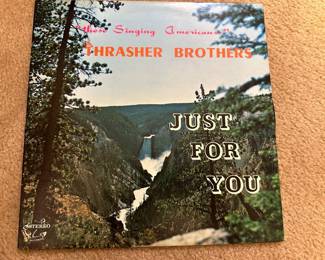 "Those Singing Americans"
THRASHER BROTHERS
JUST
FOR
YOU
STEREO